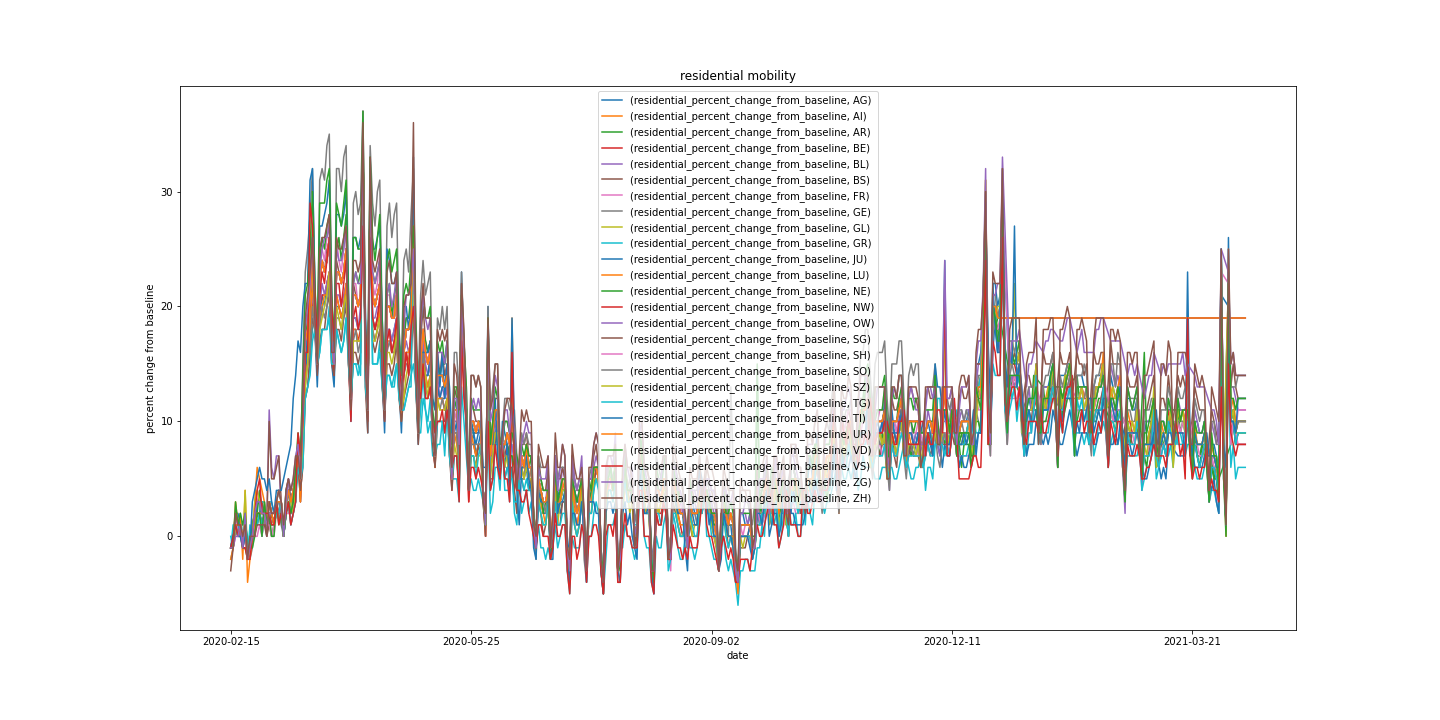 residential mobility
(residential_percent_change_from_baseline, AG)
(residential_percent_change_from_baseline, AI)
(residential_percent_change_from_baseline, AR)
(residential_percent_change_from_baseline, BE)
(residential_percent_change_from_baseline, BL)
(residential_percent_change_from_baseline, BS)
(residential_percent_change_from_baseline, FR)
(residential_percent_change_from_baseline, GE)
(residential_percent_change_from_baseline, GL)
(residential_percent_change_from_baseline, GR)
(residential_percent_change_from_baseline, JU)
(residential_percent_change_from_baseline, LU)
(residential_percent_change_from_baseline, NE)
(residential_percent_change_from_baseline, NW)
(residential_percent_change_from_baseline, OW)
(residential_percent_change_from_baseline, SG)
(residential_percent_change_from_baseline, SH)
(residential_percent_change_from_baseline, SO)
(residential_percent_change_from_baseline, SZ)
(residential_percent_change_from_baseline, TG)
(residential_percent_change_from_baseline, TI)
(residential_percent_change_from_baseline, UR)
(residential_percent_change_from_baseline, VD)
(residential_percent_change_from_baseline, VS)
(residential_percent_change_from_baseline, ZG)
(residential_percent_change_from_baseline, ZH)
percent change from baseline
30
20
10
0
2020-02-15
2020-05-25
2020-09-02
2020-12-11
2021-03-21
date